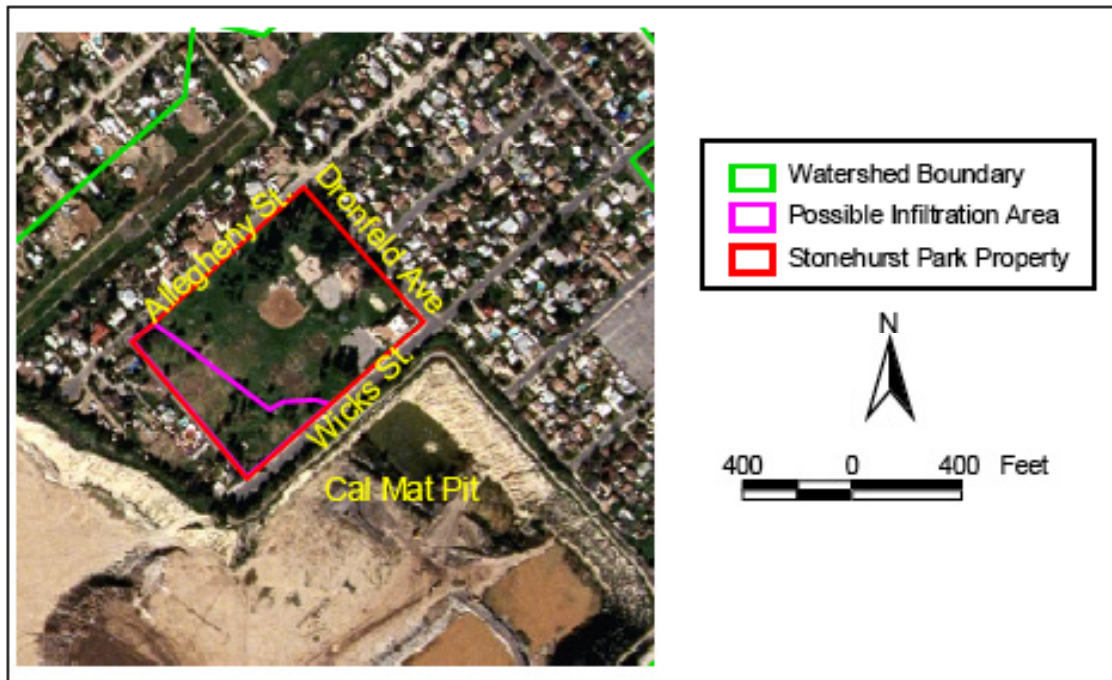 Allegheny St.
Dronfeld Ave
Wicks St.
Cal Mat Pit
Watershed Boundary
Possible Infiltration Area
Stonehurst Park Property
N
400 0 400 Feet